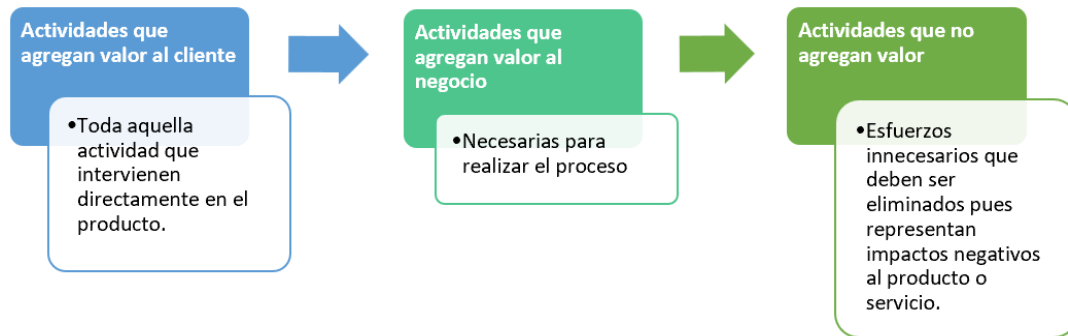 Actividades que
agregan valor al cliente
•Toda aquella
actividad que
intervienen
directamente en el
producto.
Actividades que
agregan valor al
negocio
•Necesarias para
realizar el proceso
Actividades que no
agregan valor
•Esfuerzos
innecesarios que
deben ser
eliminados pues
representan
impactos negativos
al producto o
servicio.